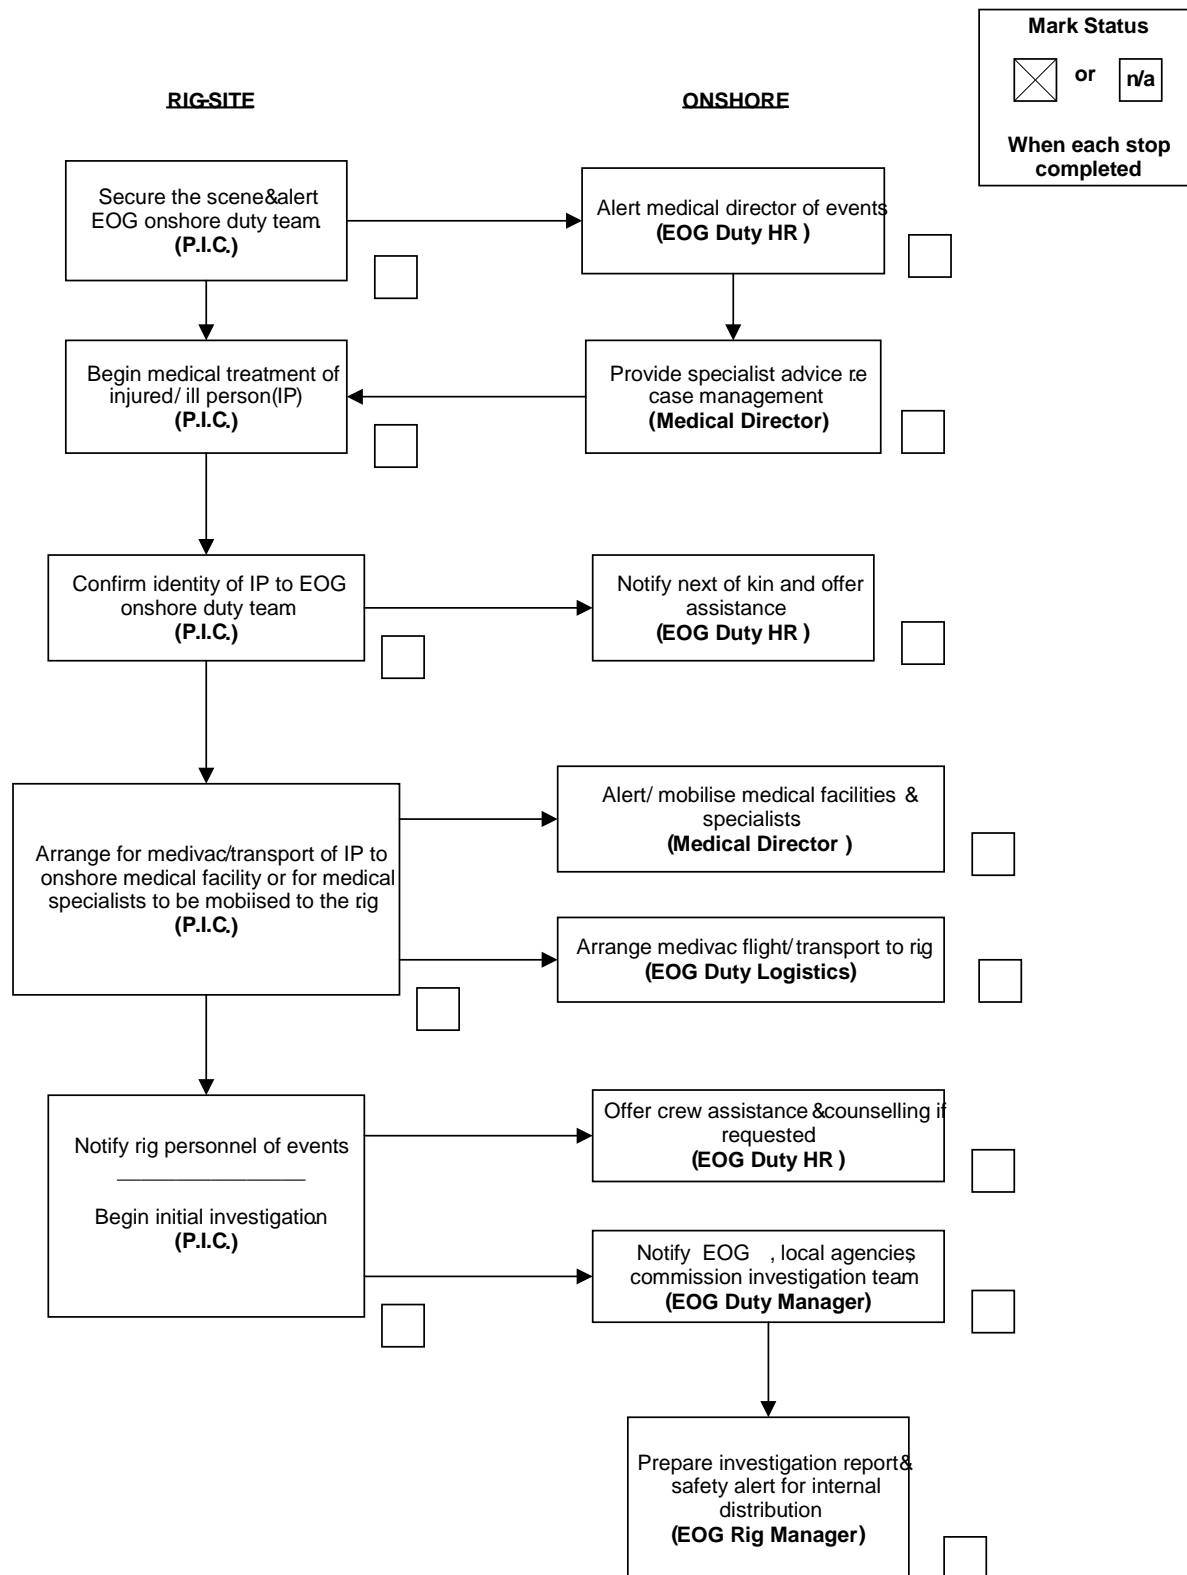 Mark Status
or
n/a
When each stop
completed
RIG-SITE
ONSHORE
Secure the scene&alert
EOG onshore duty team.
(P.I.C.)
Alert medical director of events
(EOG Duty HR )
Begin medical treatment of
injured/ ill person(IP)
(P.I.C.)
Provide specialist advice re
case management
(Medical Director)
Confirm identity of IP to EOG
onshore duty team
(P.I.C.)
Notify next of kin and offer
assistance
(EOG Duty HR )
Arrange for medivac/transport of IP to
onshore medical facility or for medical
specialists to be mobiised to the rig
(P.I.C.)
Alert/ mobilise medical facilities &
specialists
(Medical Director )
Arrange medivac flight/ transport to rig
(EOG Duty Logistics)
Notify rig personnel of events
Begin initial investigation.
(P.I.C.)
Offer crew assistance &counselling if
requested
(EOG Duty HR )
Notify EOG , local agencies,
commission investigation team.
(EOG Duty Manager)
Prepare investigation report&
safety alert for internal
distribution
(EOG Rig Manager)